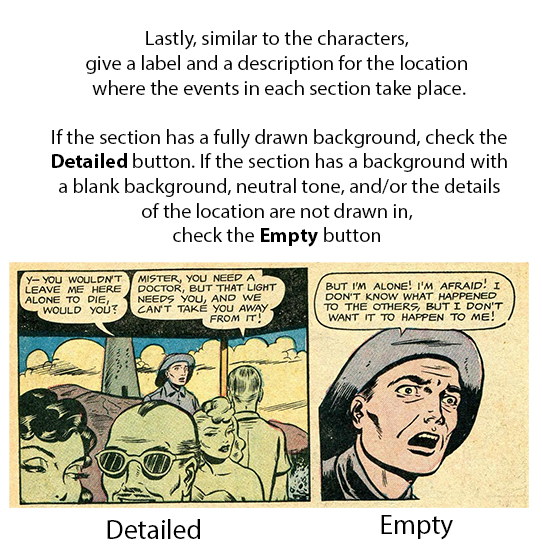 Lastly, similar to the characters,
give a label and a description for the location
where the events in each section take place.
If the section has a fully drawn background, check the
Detailed button. If the section has a background with
a blank background, neutral tone, and/or the details
of the location are not drawn in,
check the Empty button
Y-YOU WOULDN'T
LEAVE ME HERE
ALONE TO DIE,
WOULD YOU?
MISTER, YOU NEED A
DOCTOR, BUT THAT LIGHT
NEEDS YOU, AND WE
CAN'T TAKE YOU AWAY
FROM IT!
BUT I'M ALONE! I'M AFRAID! I
DON'T KNOW WHAT HAPPENED
TO THE OTHERS, BUT I DON'T
WANT IT TO HAPPEN TO ME!
Detailed
Empty